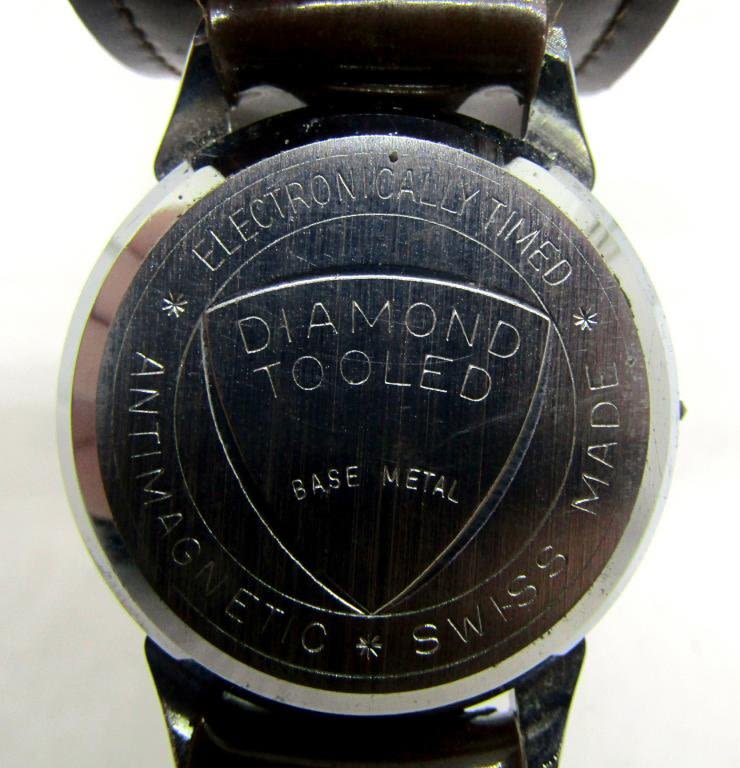 * ELECTRONICALLY TIMED *
DIAMOND
TOOLED
BASE METAL
ANTIMAGNETIC * SWISS MADE